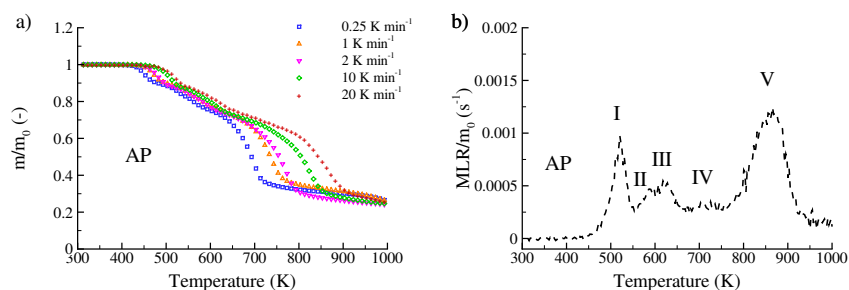 a)
0.25 K min⁻¹
1 K min⁻¹
2 K min⁻¹
10 K min⁻¹
20 K min⁻¹
AP
m/m₀ (-)
0
0.2
0.4
0.6
0.8
1
1.2
300 400 500 600 700 800 900 1000
Temperature (K)
b)
I
II
III
IV
V
AP
MLR/m₀ (s⁻¹)
0
0.0005
0.001
0.0015
0.002
300 400 500 600 700 800 900 1000
Temperature (K)